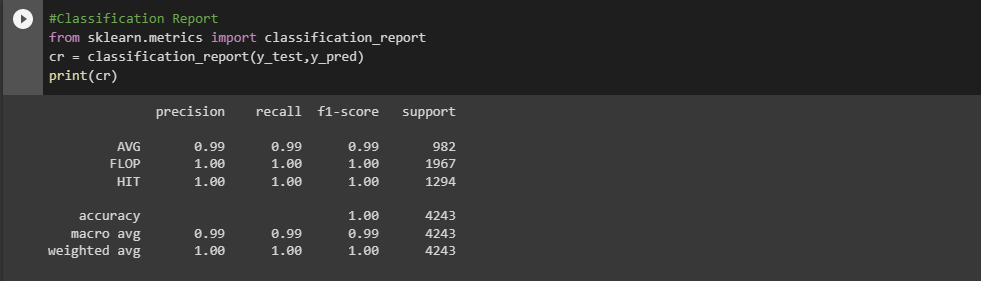 #Classification Report
from sklearn.metrics import classification_report
cr = classification_report(y_test,y_pred)
print(cr)
precision recall f1-score support
AVG 0.99 0.99 0.99 982
FLOP 1.00 1.00 1.00 1967
HIT 1.00 1.00 1.00 1294
accuracy 1.00 4243
macro avg 0.99 0.99 0.99 4243
weighted avg 1.00 1.00 1.00 4243